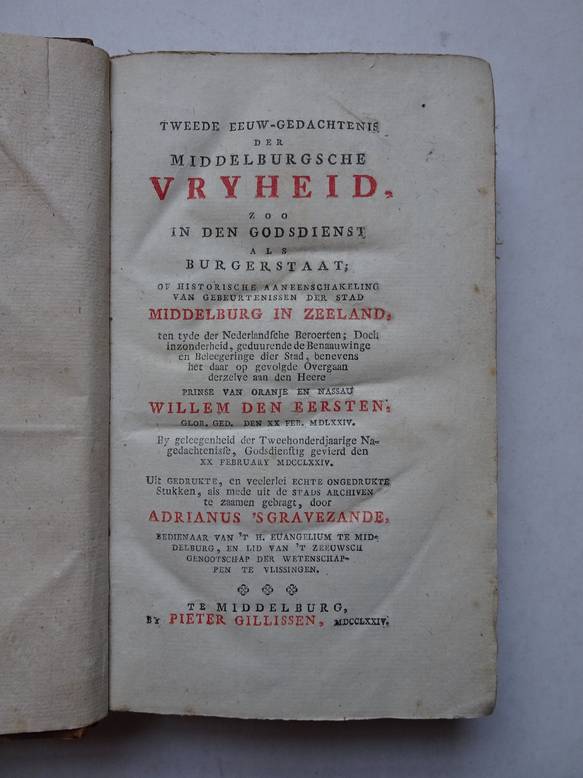 TWEEDE EEUW-GEDACHTENIS
DER
MIDDELBURGSCHE
VRYHEID,
ZOO
IN DEN GODSDIENST
ALS
BURGERSTAAT;
OF HISTORISCHE AANEENSCHAKELING
VAN GEBEURTENISSEN DER STAD
MIDDELBURG IN ZEELAND,
ten tyde der Nederlandſche Beroerten; Doch
inzonderheid, geduurende de Benaauwinge
en Beleegeringe dier Stad, benevens
het daar op gevolgde Overgaan
derzelve aan den Heere
PRINSE VAN ORANJE EN NASSAU
WILLEM DEN EERSTEN,
GLOR. GED. DEN XX FEB. MDLXXIV.
By geleegenheid der Tweehonderdjaarige Na-
gedachteniſſe, Godsdienſtig gevierd den
XX FEBRUARY MDCCLXXIV.
Uit GEDRUKTE, en veelerlei ECHTE ONGEDRUKTE
Stukken, als mede uit de STADS ARCHIVEN
te zaamen gebragt, door
ADRIANUS 'SGRAVEZANDE,
BEDIENAAR VAN 'T H. EUANGELIUM TE MID-
DELBURG, EN LID VAN 'T ZEEUWSCH
GENOOTSCHAP DER WETENSCHAP-
PEN TE VLISSINGEN.
TE MIDDELBURG,
BY PIETER GILLISSEN, MDCCLXXIV.